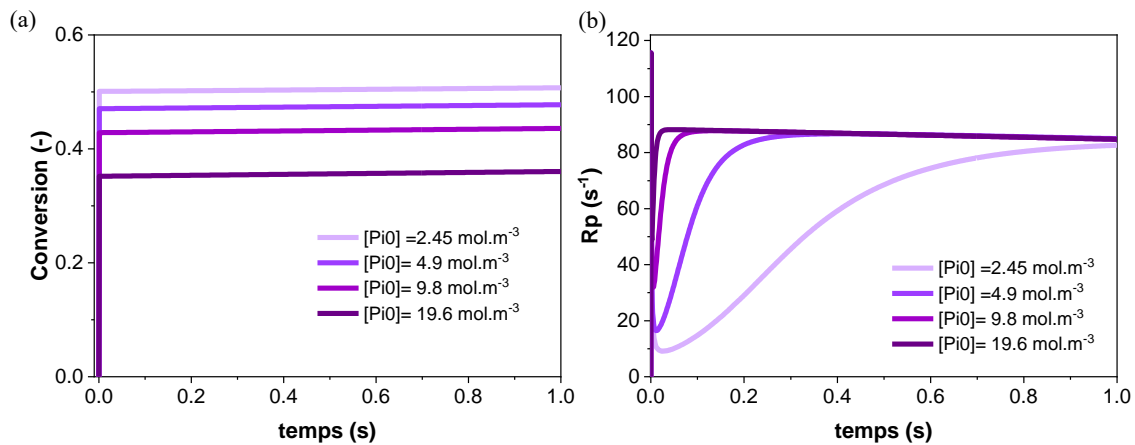 (a)
0.6
0.4
0.2
0.0
Conversion (-)
[Pi0] =2.45 mol.m⁻³
[Pi0]= 4.9 mol.m⁻³
[Pi0]= 9.8 mol.m⁻³
[Pi0]= 19.6 mol.m⁻³
0.0 0.2 0.4 0.6 0.8 1.0
temps (s)
(b)
120
100
80
60
40
20
0
Rp (s⁻¹)
[Pi0] =2.45 mol.m⁻³
[Pi0] =4.9 mol.m⁻³
[Pi0]= 9.8 mol.m⁻³
[Pi0]= 19.6 mol.m⁻³
0.0 0.2 0.4 0.6 0.8 1.0
temps (s)